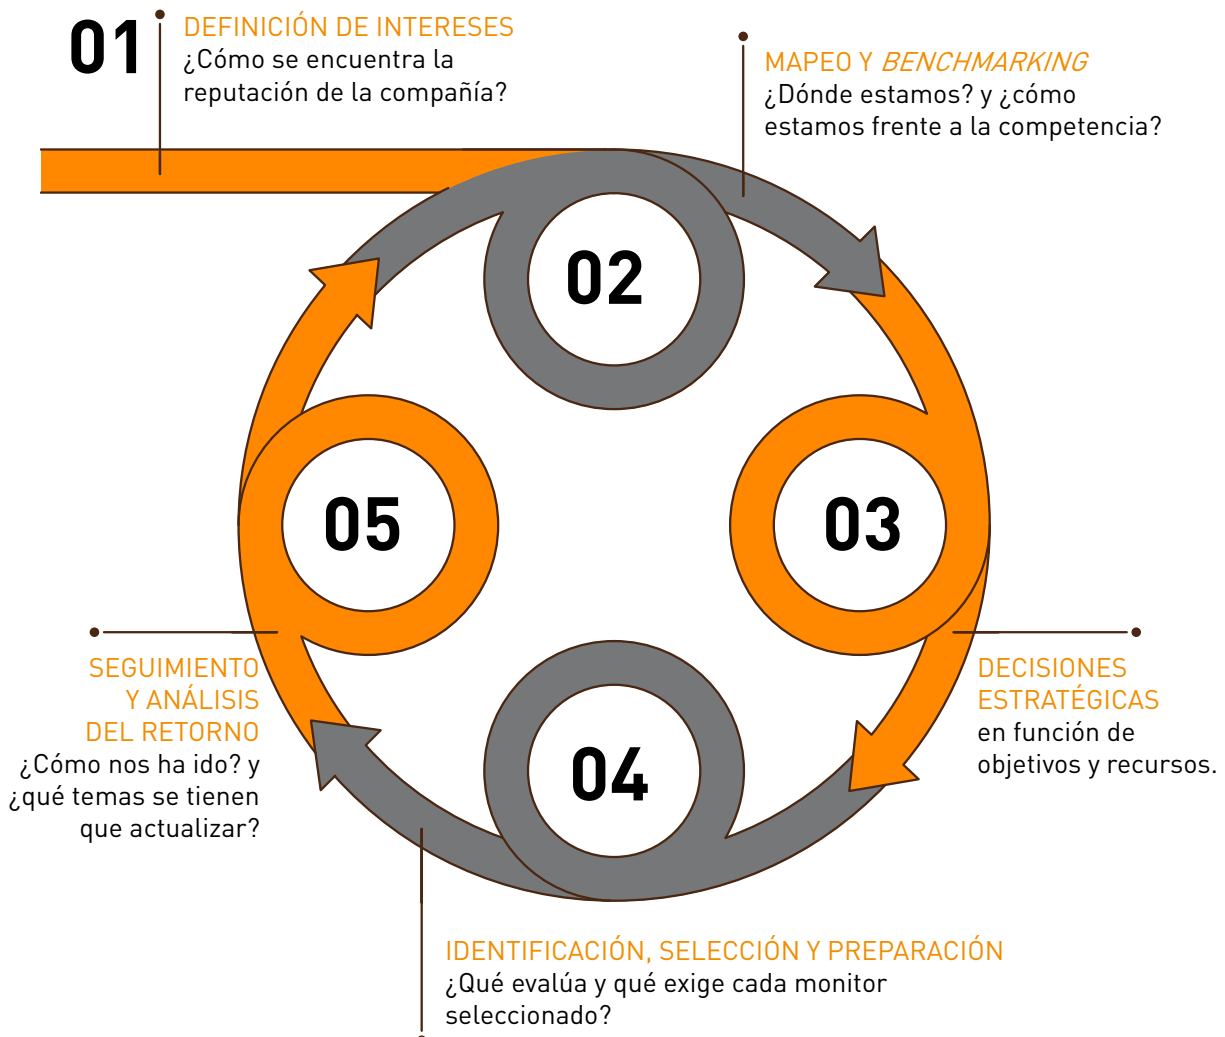 01
DEFINICIÓN DE INTERESES
¿Cómo se encuentra la
reputación de la compañía?
MAPEO Y BENCHMARKING
¿Dónde estamos? y ¿cómo
estamos frente a la competencia?
02
03
DECISIONES
ESTRATÉGICAS
en función de
objetivos y recursos.
04
IDENTIFICACIÓN, SELECCIÓN Y PREPARACIÓN
¿Qué evalúa y qué exige cada monitor
seleccionado?
05
SEGUIMIENTO
Y ANÁLISIS
DEL RETORNO
¿Cómo nos ha ido? y
¿qué temas se tienen
que actualizar?